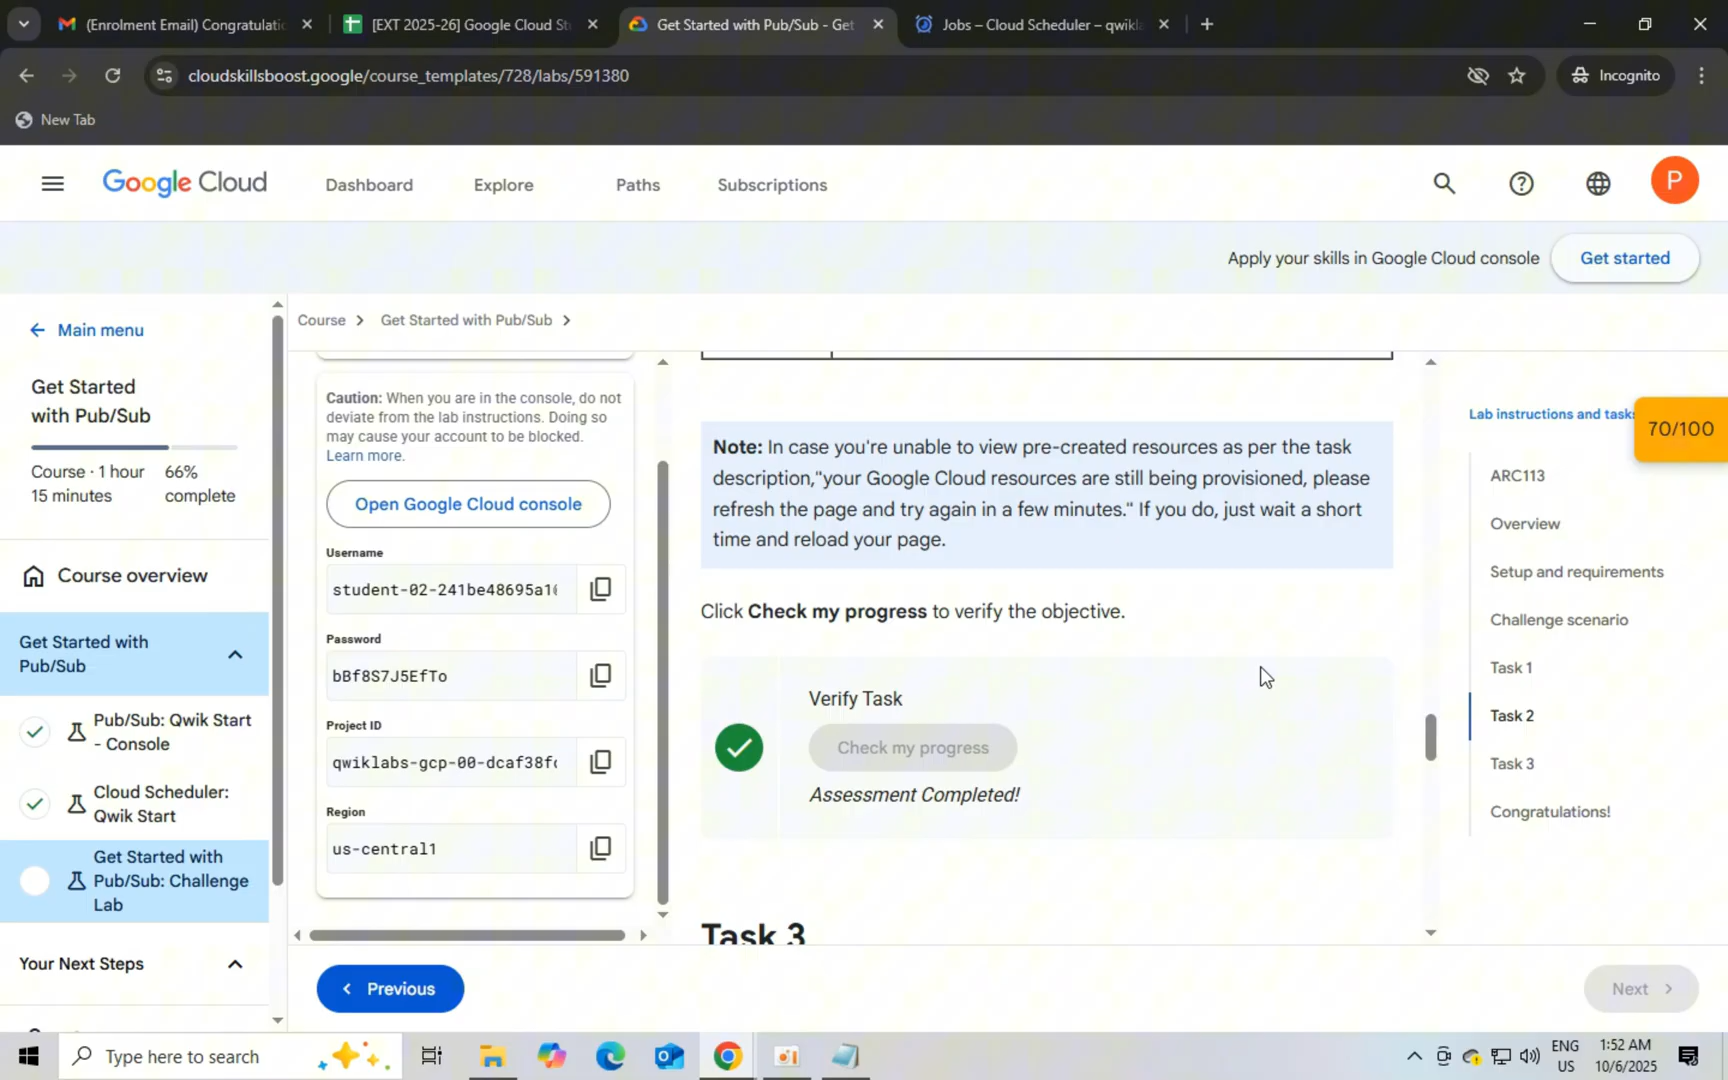 (Enrolment Email) Congratulati
[EXT 2025-26] Google Cloud St
Get Started with Pub/Sub - Get
Jobs – Cloud Scheduler – qwikl
cloudskillsboost.google/course_templates/728/labs/591380
Incognito
New Tab
Google Cloud
Dashboard
Explore
Paths
Subscriptions
P
Apply your skills in Google Cloud console
Get started
Main menu
Course
Get Started with Pub/Sub
Get Started
with Pub/Sub
Course · 1 hour
15 minutes
66%
complete
Course overview
Get Started with
Pub/Sub
Pub/Sub: Qwik Start
- Console
Cloud Scheduler:
Qwik Start
Get Started with
Pub/Sub: Challenge
Lab
Your Next Steps
Caution: When you are in the console, do not
deviate from the lab instructions. Doing so
may cause your account to be blocked.
Learn more.
Open Google Cloud console
Username
student-02-241be48695a1
Password
bBf8S7J5EfTo
Project ID
qwiklabs-gcp-00-dcaf38f
Region
us-central1
Note: In case you're unable to view pre-created resources as per the task
description,"your Google Cloud resources are still being provisioned, please
refresh the page and try again in a few minutes." If you do, just wait a short
time and reload your page.
Click Check my progress to verify the objective.
Verify Task
Check my progress
Assessment Completed!
Task 3
Lab instructions and tasks
70/100
ARC113
Overview
Setup and requirements
Challenge scenario
Task 1
Task 2
Task 3
Congratulations!
Previous
Next
Type here to search
ENG
US
1:52 AM
10/6/2025